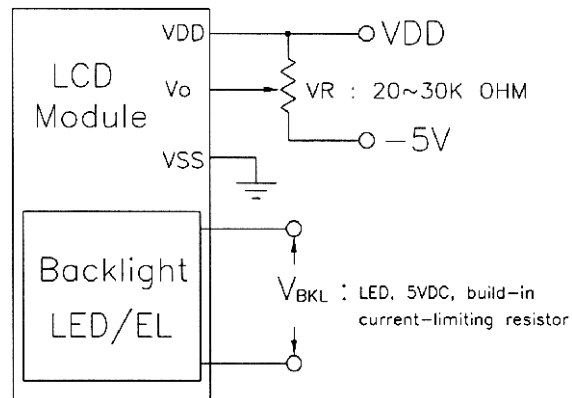 VDD
VDD
LCD
Module
Vo
VR : 20~30K OHM
-5V
VSS
Backlight
LED/EL
VBKL : LED, 5VDC, build-in
current-limiting resistor